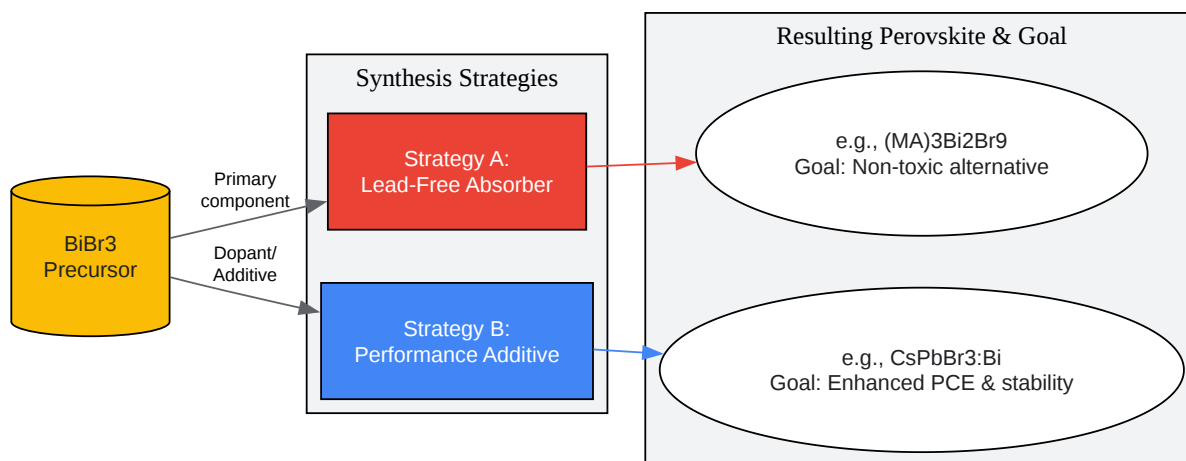 Resulting Perovskite & Goal
Synthesis Strategies
BiBr3
Precursor
Primary
component
Dopant/
Additive
Strategy A:
Lead-Free Absorber
Strategy B:
Performance Additive
e.g., (MA)3Bi2Br9
Goal: Non-toxic alternative
e.g., CsPbBr3:Bi
Goal: Enhanced PCE & stability